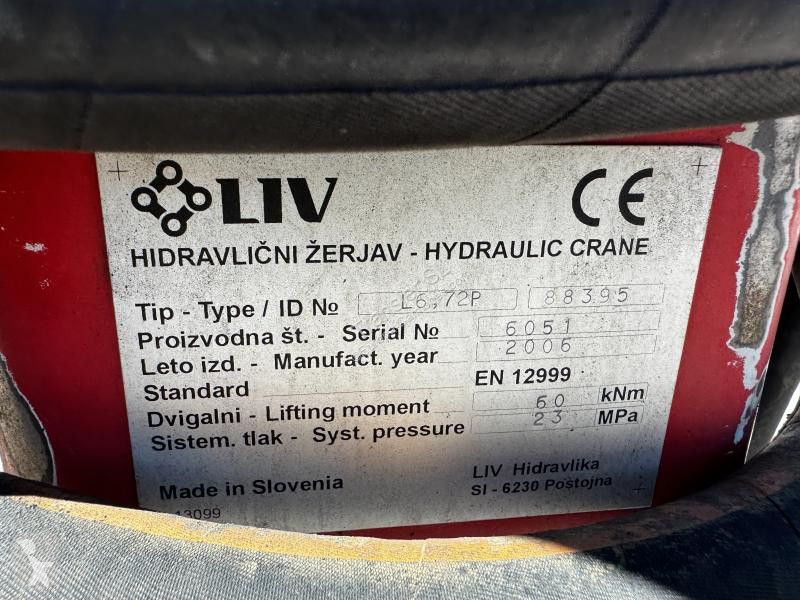 LIV CE
HIDRAVLIČNI ŽERJAV - HYDRAULIC CRANE
Tip - Type / ID № L6,72P 88395
Proizvodna št. - Serial № 6051
Leto izd. - Manufact. year 2006
Standard EN 12999
Dvigalni - Lifting moment 60 kNm
Sistem. tlak - Syst. pressure 23 MPa
Made in Slovenia LIV Hidravlika
SI - 6230 Postojna
13099